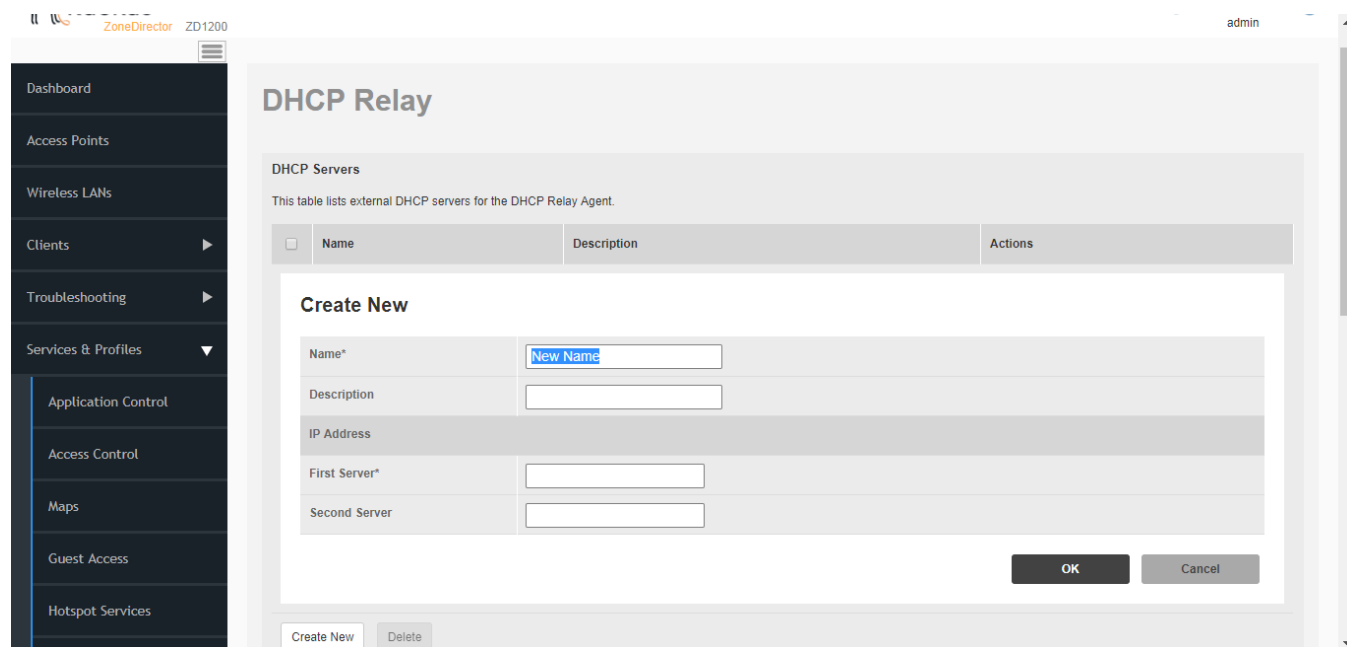 ZoneDirector ZD1200
admin
Dashboard
Access Points
Wireless LANs
Clients
Troubleshooting
Services & Profiles
Application Control
Access Control
Maps
Guest Access
Hotspot Services
DHCP Relay
DHCP Servers
This table lists external DHCP servers for the DHCP Relay Agent.
Name Description Actions
Create New
Name* New Name
Description
IP Address
First Server*
Second Server
OK Cancel
Create New Delete